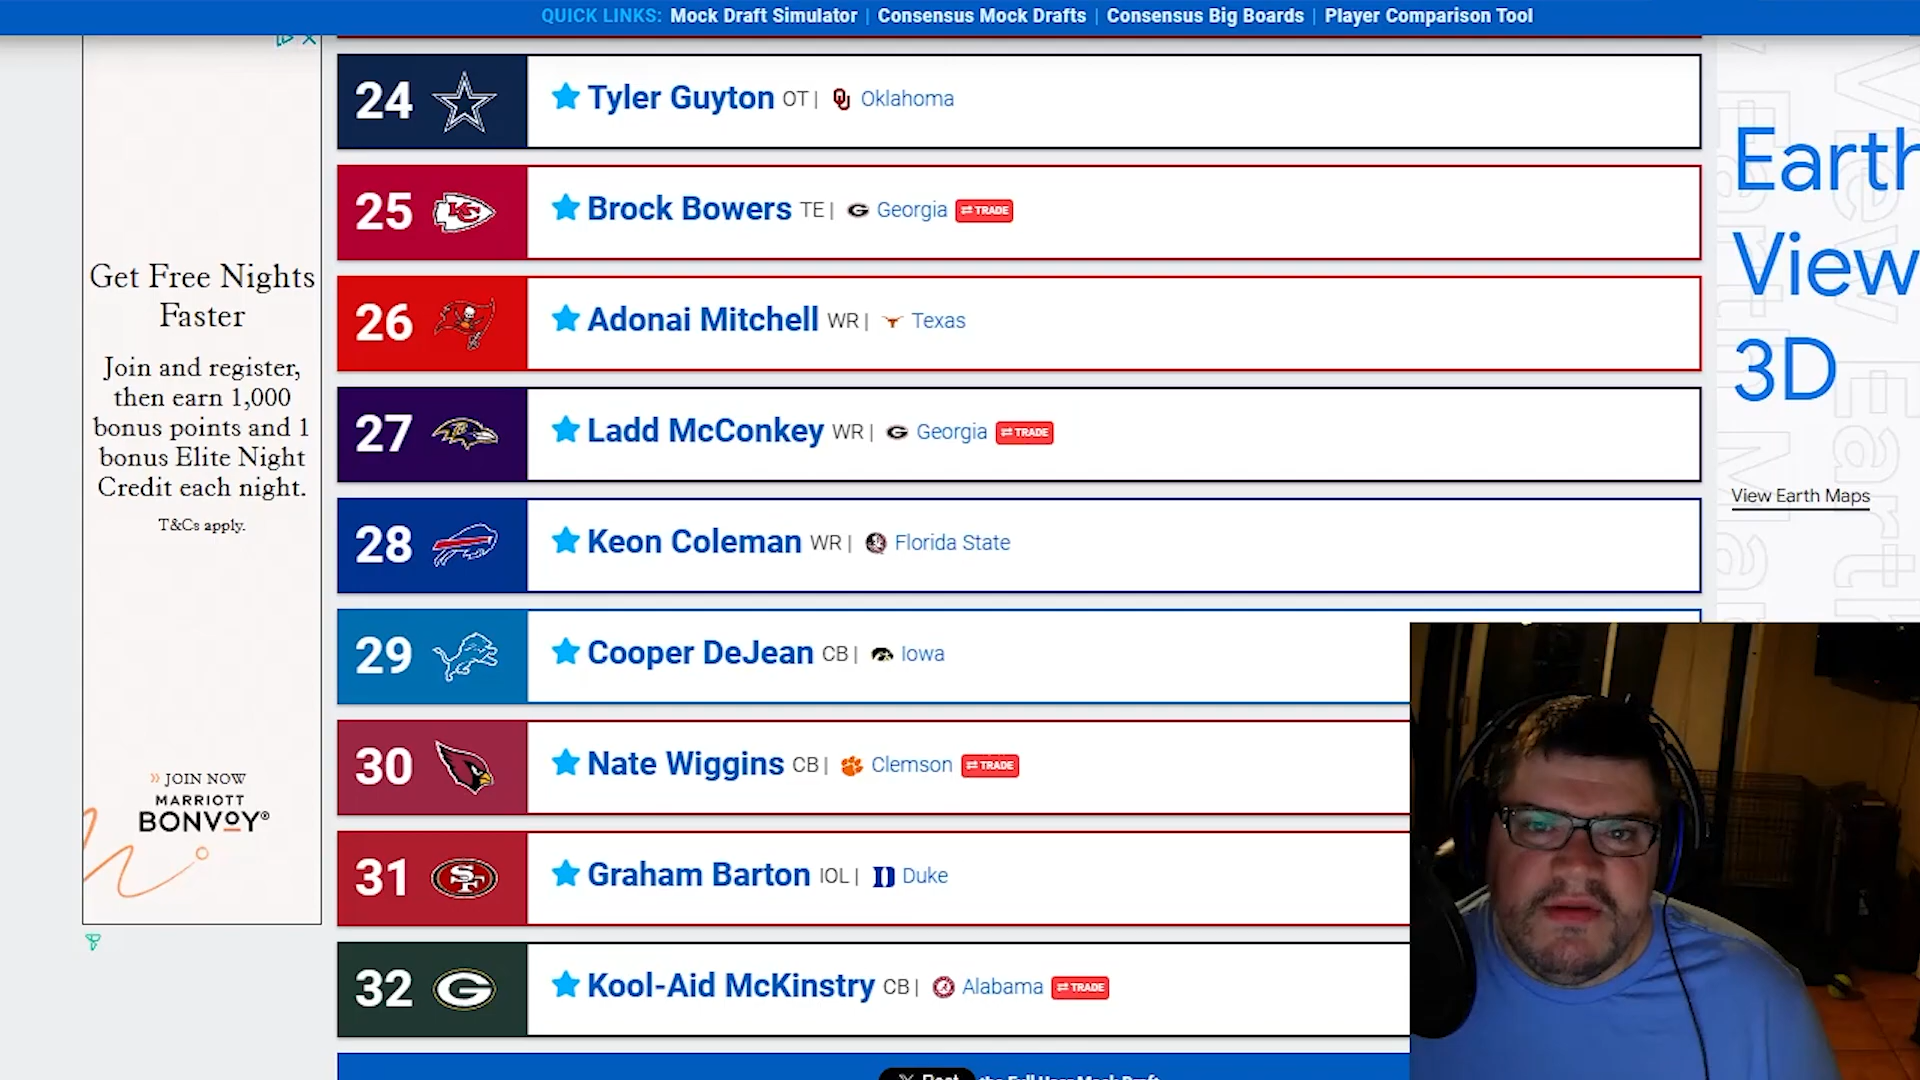 QUICK LINKS: Mock Draft Simulator | Consensus Mock Drafts | Consensus Big Boards | Player Comparison Tool
24 Tyler Guyton OT | OU Oklahoma
25 KC Brock Bowers TE | G Georgia TRADE
26 Adonai Mitchell WR | Texas
27 Ladd McConkey WR | G Georgia TRADE
28 Keon Coleman WR | Florida State
29 Cooper DeJean CB | Iowa
30 Nate Wiggins CB | Clemson TRADE
31 SF Graham Barton IOL | D Duke
32 G Kool-Aid McKinstry CB | A Alabama TRADE
Get Free Nights
Faster
Join and register,
then earn 1,000
bonus points and 1
bonus Elite Night
Credit each night.
T&Cs apply.
» JOIN NOW
MARRIOTT
BONVOY®
Earth
View
3D
View Earth Maps